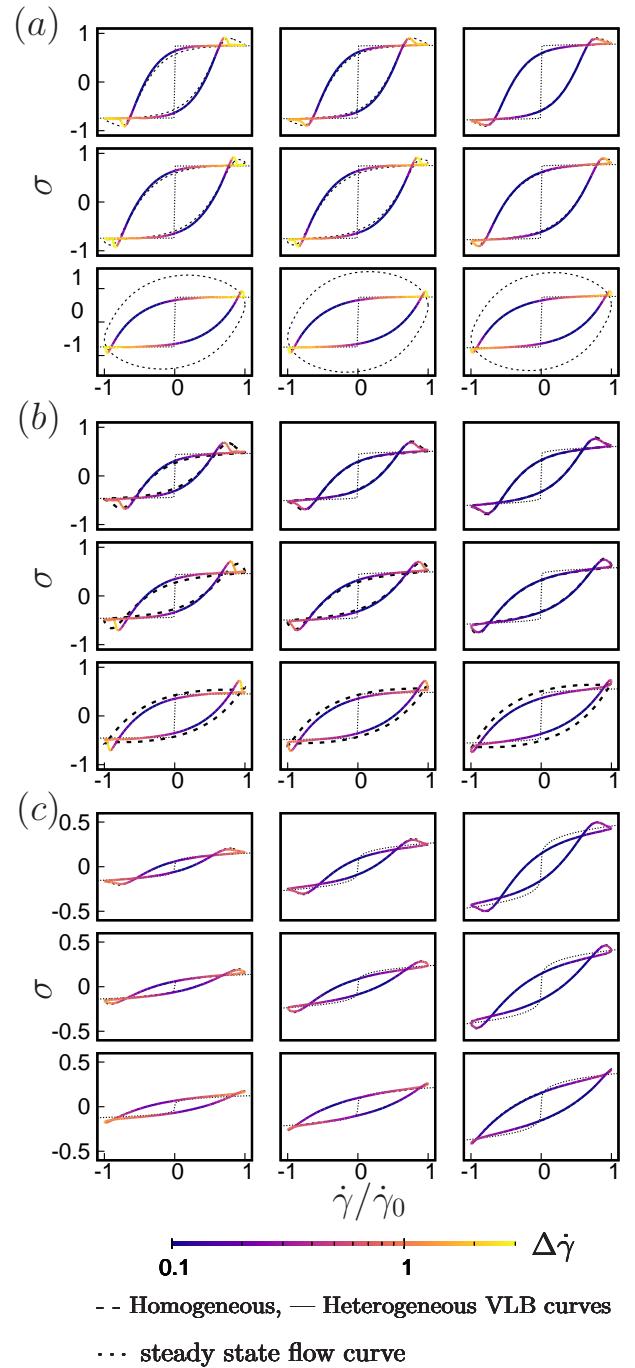 (a)
1
0
-1
1
σ
0
-1
1
0
-1
-1 0 1 -1 0 1 -1 0 1
(b)
1
0
-1
1
σ
0
-1
1
0
-1
-1 0 1 -1 0 1 -1 0 1
(c)
0.5
0
-0.5
0.5
σ
0
-0.5
0.5
0
-0.5
-1 0 1 -1 0 1 -1 0 1
γ̇/γ̇₀
Δγ̇
0.1 1
-- Homogeneous, — Heterogeneous VLB curves
··· steady state flow curve